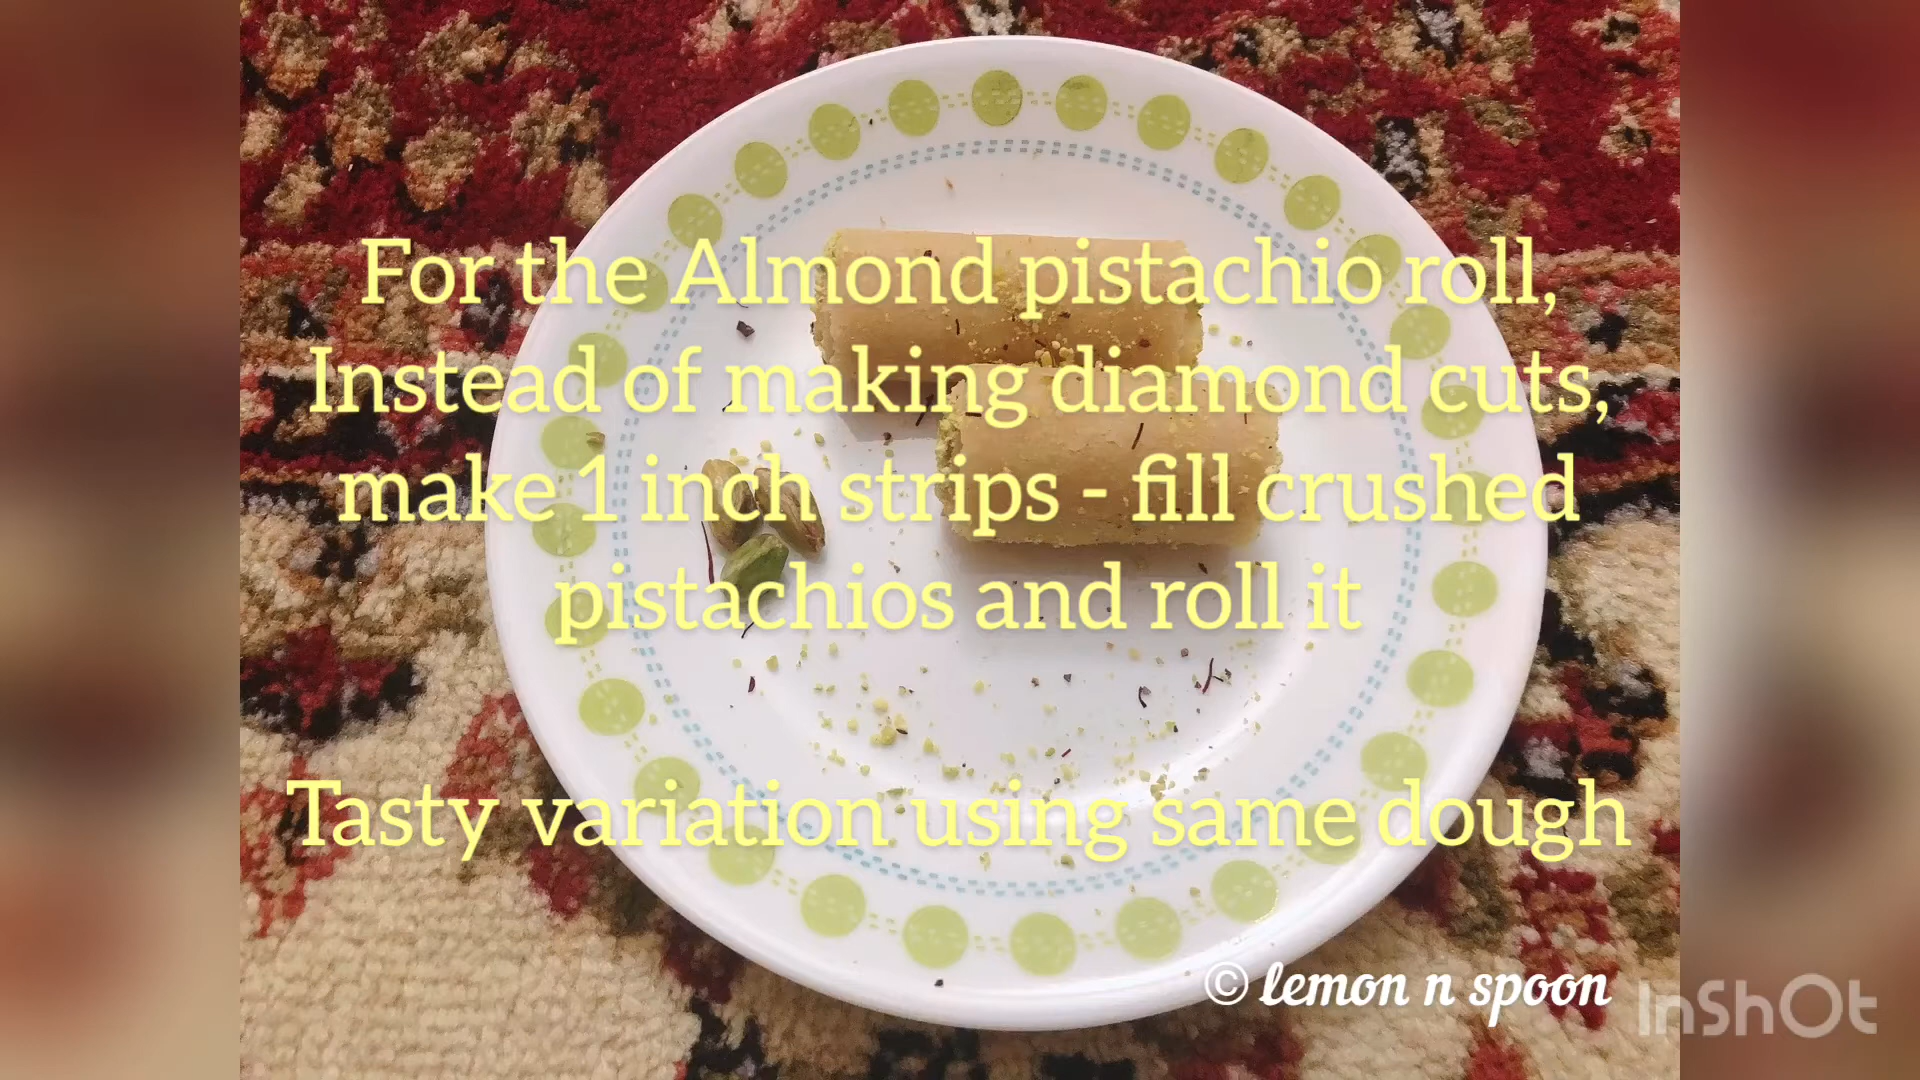 For the Almond pistachio roll,
Instead of making diamond cuts,
make 1 inch strips - fill crushed
pistachios and roll it
Tasty variation using same dough
© lemon n spoon
InShOt